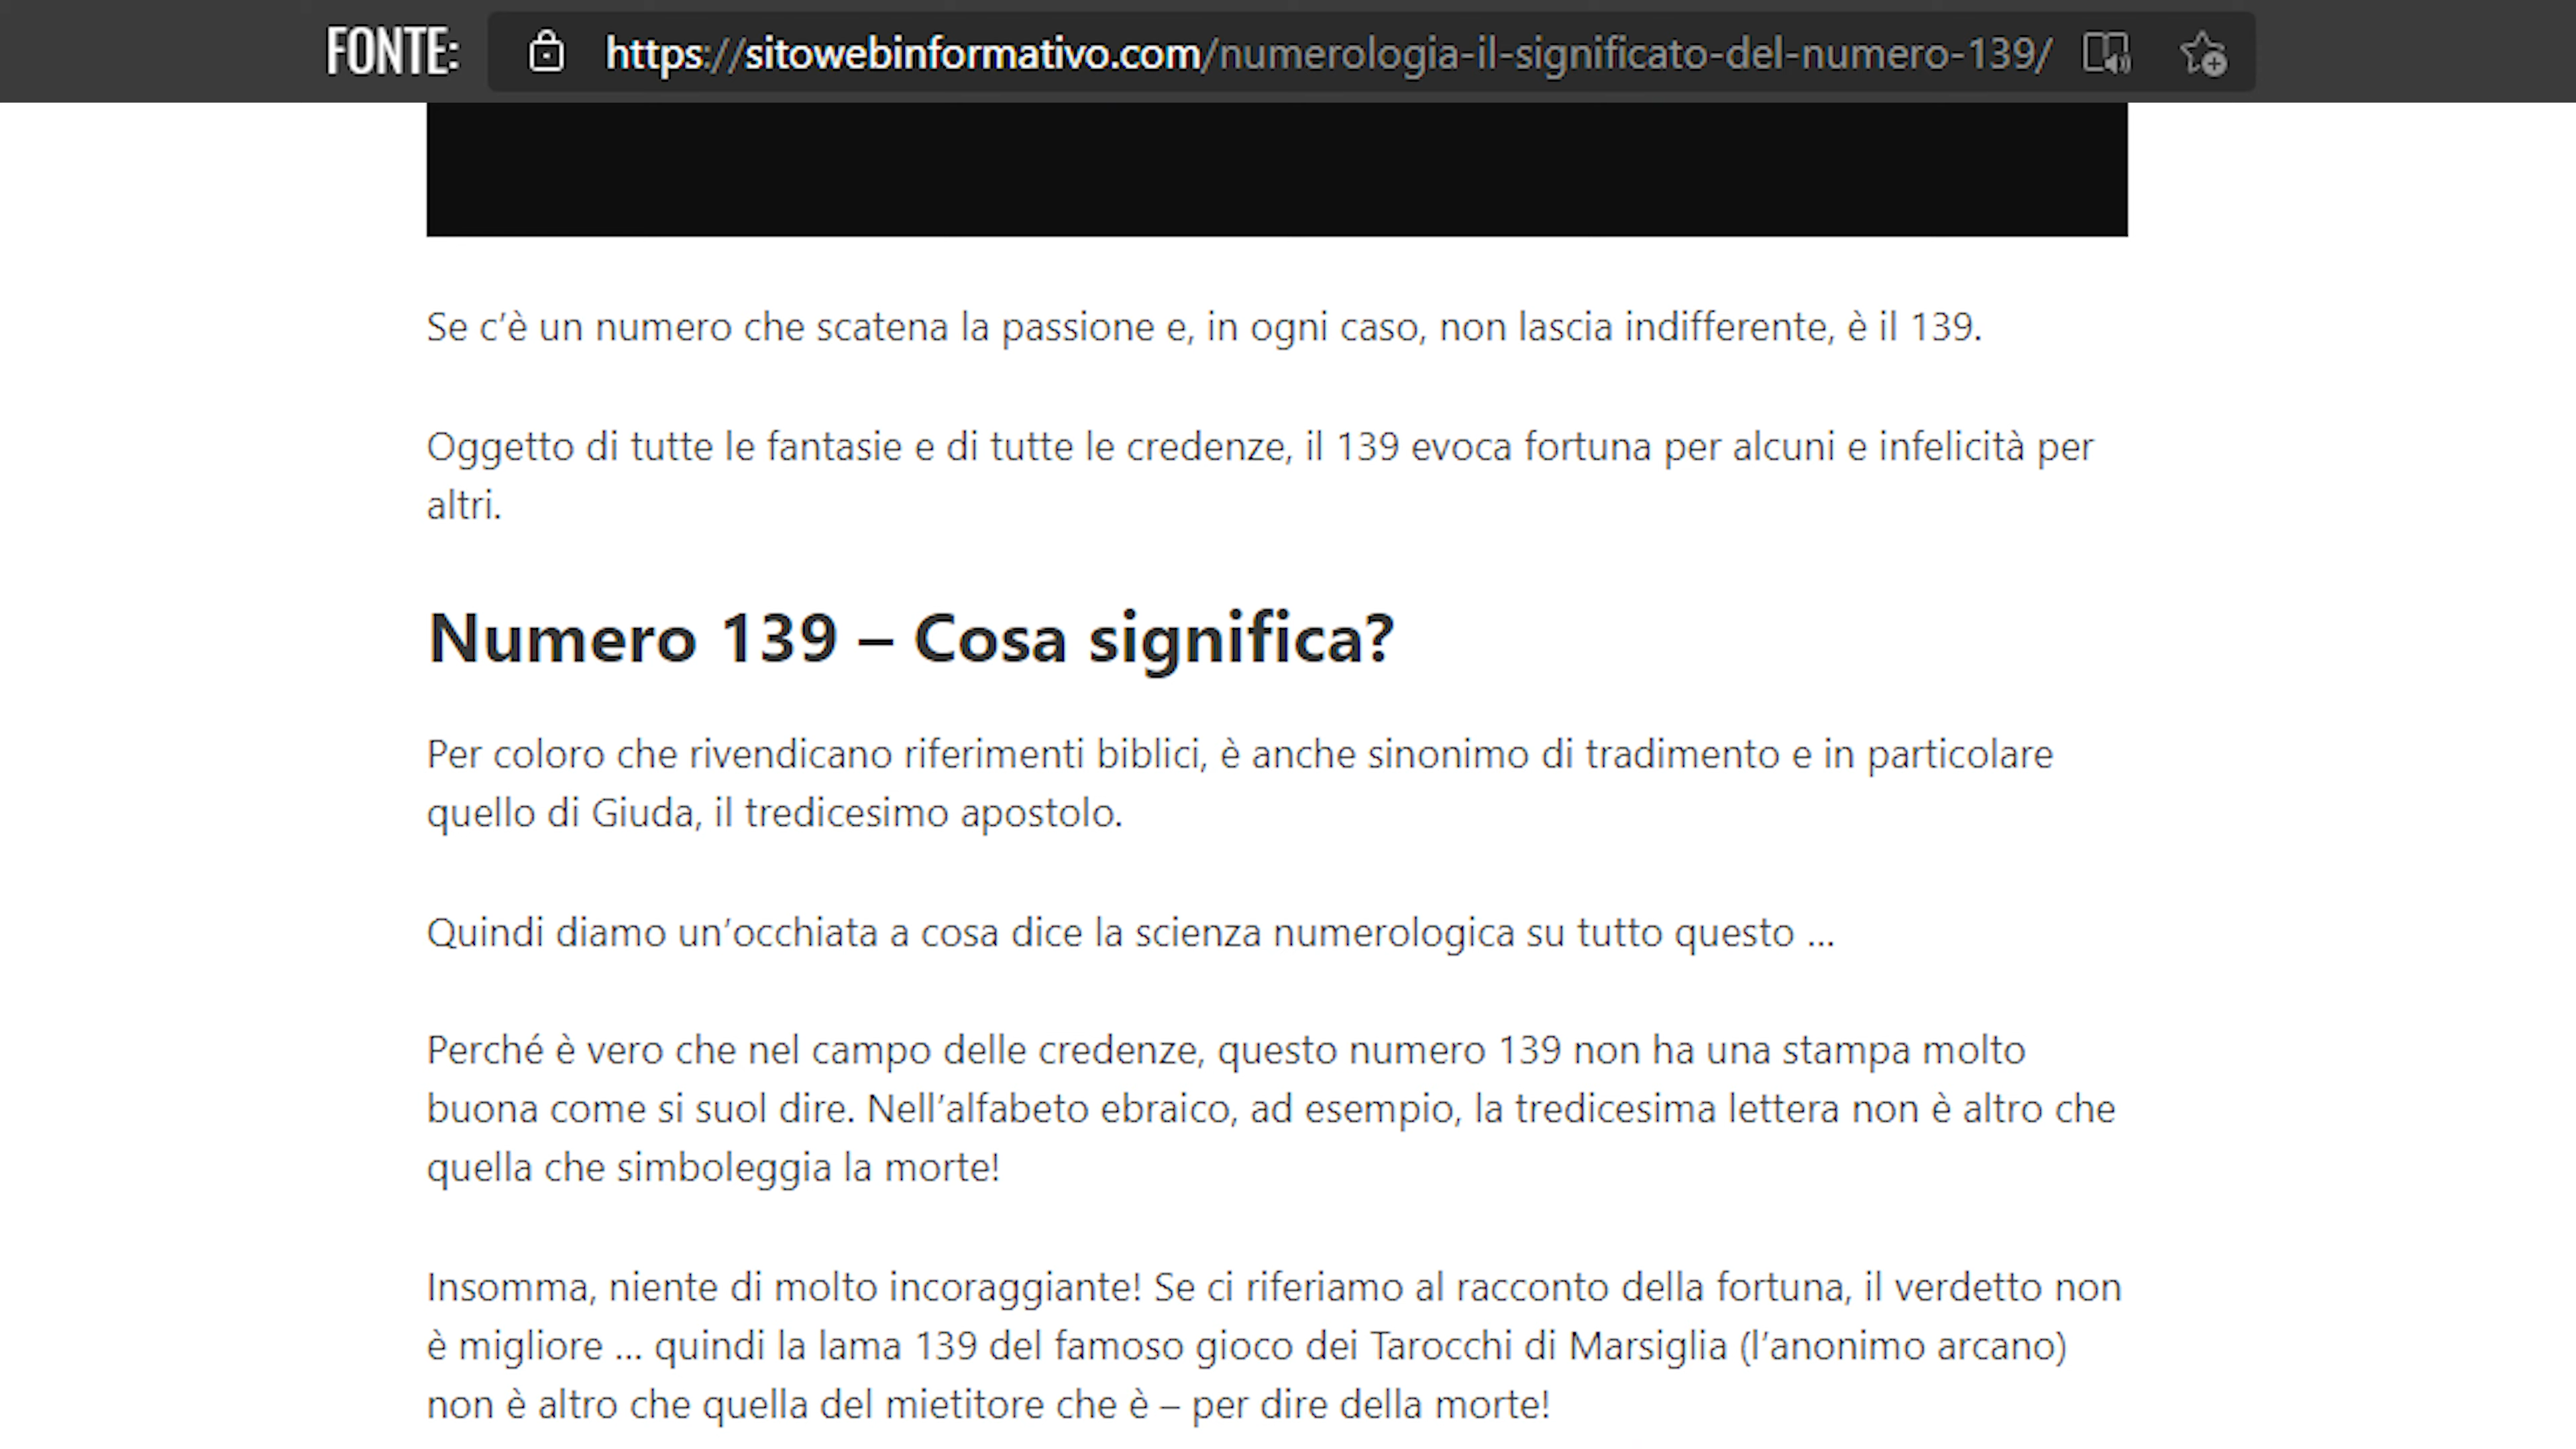 FONTE: https://sitowebinformativo.com/numerologia-il-significato-del-numero-139/
Se c’è un numero che scatena la passione e, in ogni caso, non lascia indifferente, è il 139.
Oggetto di tutte le fantasie e di tutte le credenze, il 139 evoca fortuna per alcuni e infelicità per
altri.
Numero 139 – Cosa significa?
Per coloro che rivendicano riferimenti biblici, è anche sinonimo di tradimento e in particolare
quello di Giuda, il tredicesimo apostolo.
Quindi diamo un’occhiata a cosa dice la scienza numerologica su tutto questo ...
Perché è vero che nel campo delle credenze, questo numero 139 non ha una stampa molto
buona come si suol dire. Nell’alfabeto ebraico, ad esempio, la tredicesima lettera non è altro che
quella che simboleggia la morte!
Insomma, niente di molto incoraggiante! Se ci riferiamo al racconto della fortuna, il verdetto non
è migliore ... quindi la lama 139 del famoso gioco dei Tarocchi di Marsiglia (l’anonimo arcano)
non è altro che quella del mietitore che è – per dire della morte!